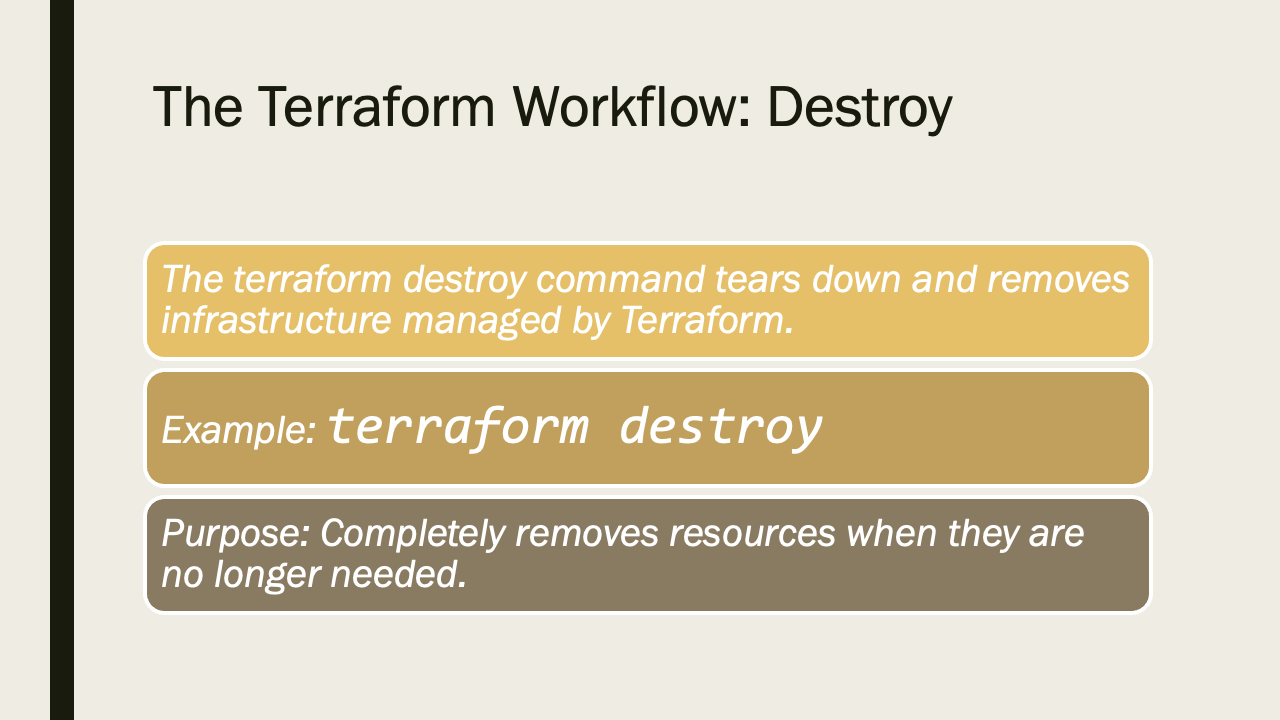 The Terraform Workflow: Destroy
The terraform destroy command tears down and removes
infrastructure managed by Terraform.
Example: terraform destroy
Purpose: Completely removes resources when they are
no longer needed.